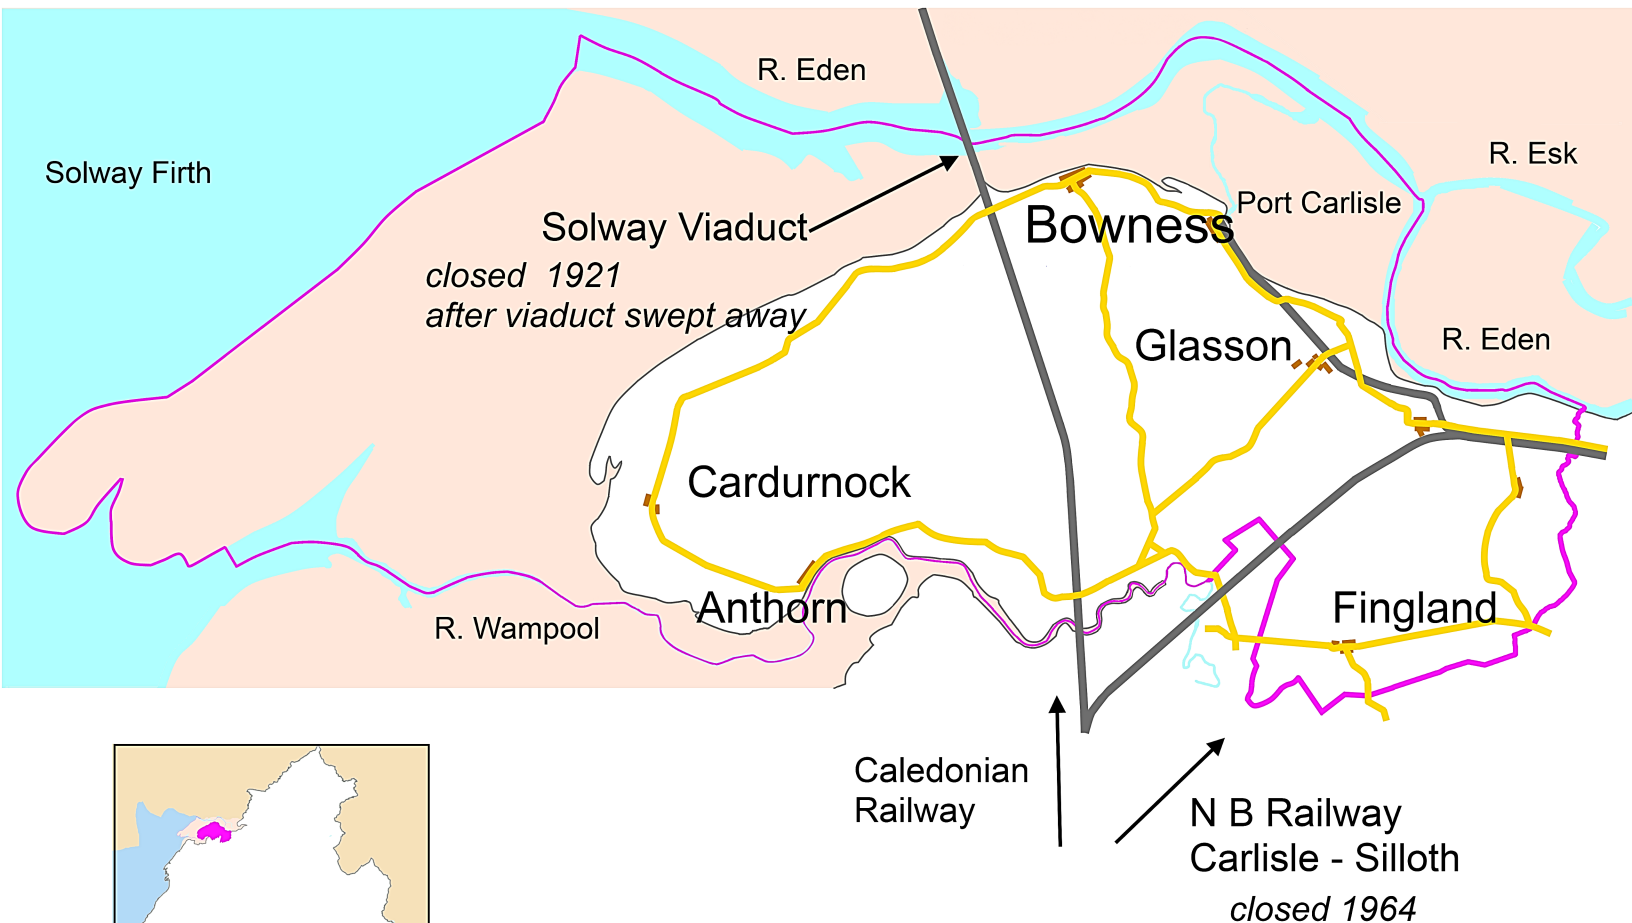 R. Eden
R. Esk
Solway Firth
Port Carlisle
Solway Viaduct
Bowness
closed 1921
after viaduct swept away
R. Eden
Glasson
Cardurnock
Anthorn
Fingland
R. Wampool
Caledonian
Railway
N B Railway
Carlisle - Silloth
closed 1964